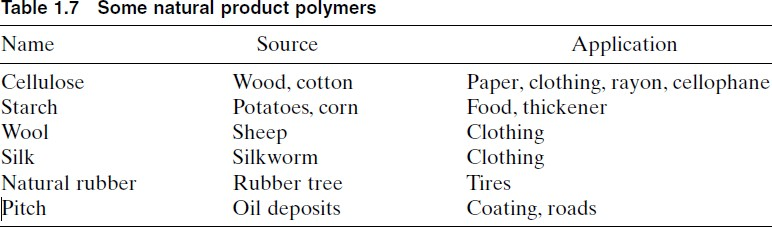 Table 1.7 Some natural product polymers
Name Source Application
Cellulose Wood, cotton Paper, clothing, rayon, cellophane
Starch Potatoes, corn Food, thickener
Wool Sheep Clothing
Silk Silkworm Clothing
Natural rubber Rubber tree Tires
Pitch Oil deposits Coating, roads